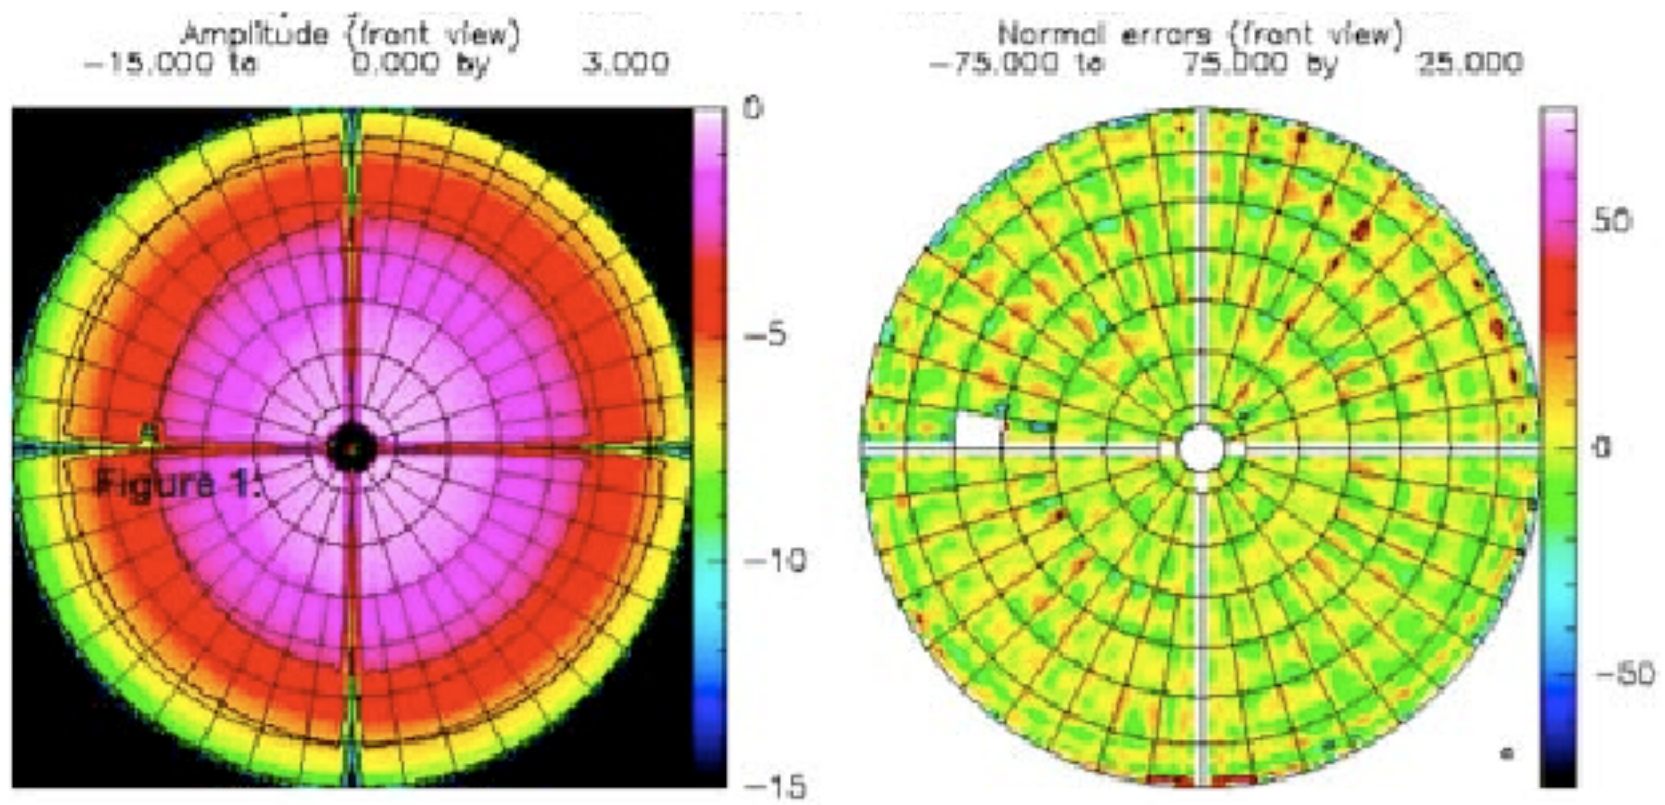 Amplitude (front view)
-15.000 to 0.000 by 3.000
0
-5
-10
-15
Figure 1:
Normal errors (front view)
-75.000 to 75.000 by 25.000
50
0
-50